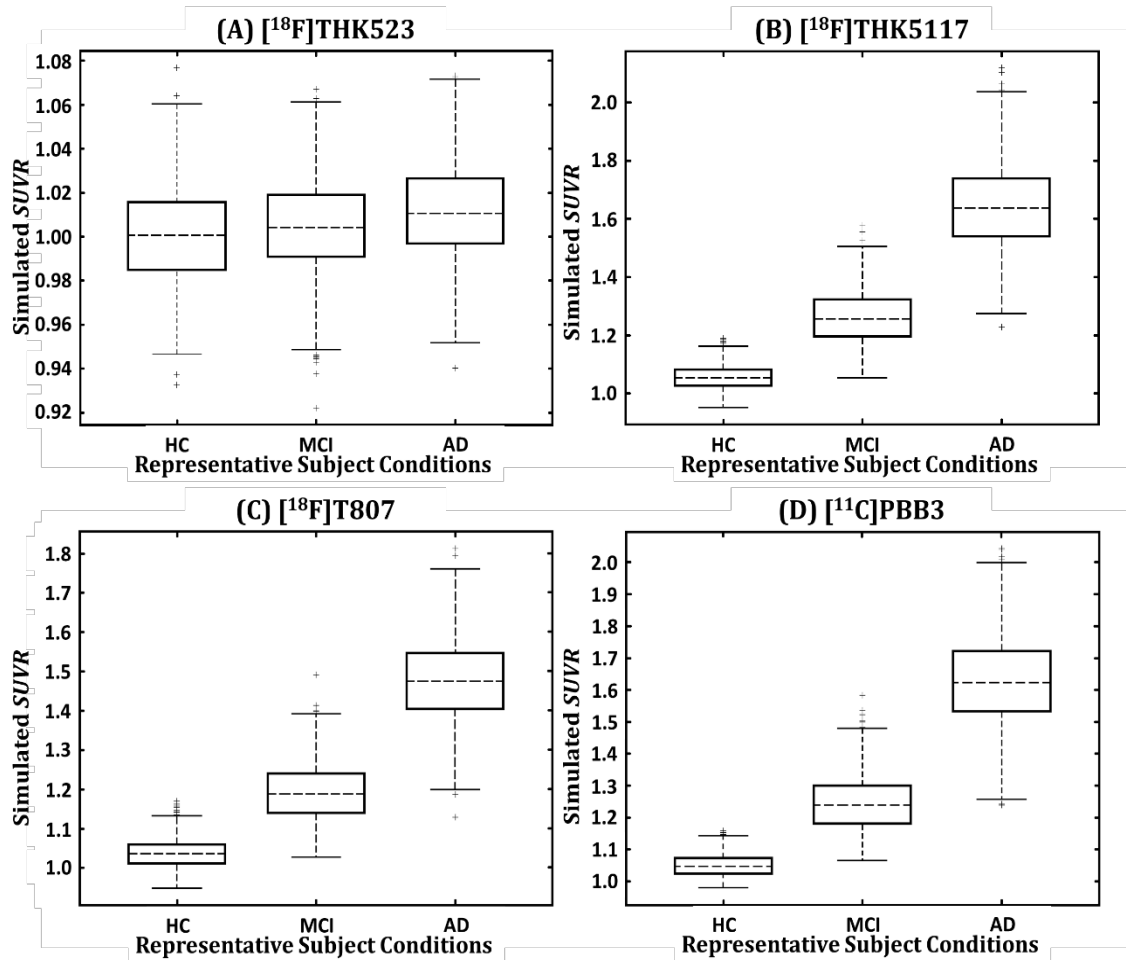 (A) [¹⁸F]THK523
Simulated SUVR
1.08
1.06
1.04
1.02
1.00
0.98
0.96
0.94
0.92
HC MCI AD
Representative Subject Conditions
(B) [¹⁸F]THK5117
Simulated SUVR
2.0
1.8
1.6
1.4
1.2
1.0
HC MCI AD
Representative Subject Conditions
(C) [¹⁸F]T807
Simulated SUVR
1.8
1.7
1.6
1.5
1.4
1.3
1.2
1.1
1.0
HC MCI AD
Representative Subject Conditions
(D) [¹¹C]PBB3
Simulated SUVR
2.0
1.9
1.8
1.7
1.6
1.5
1.4
1.3
1.2
1.1
1.0
HC MCI AD
Representative Subject Conditions